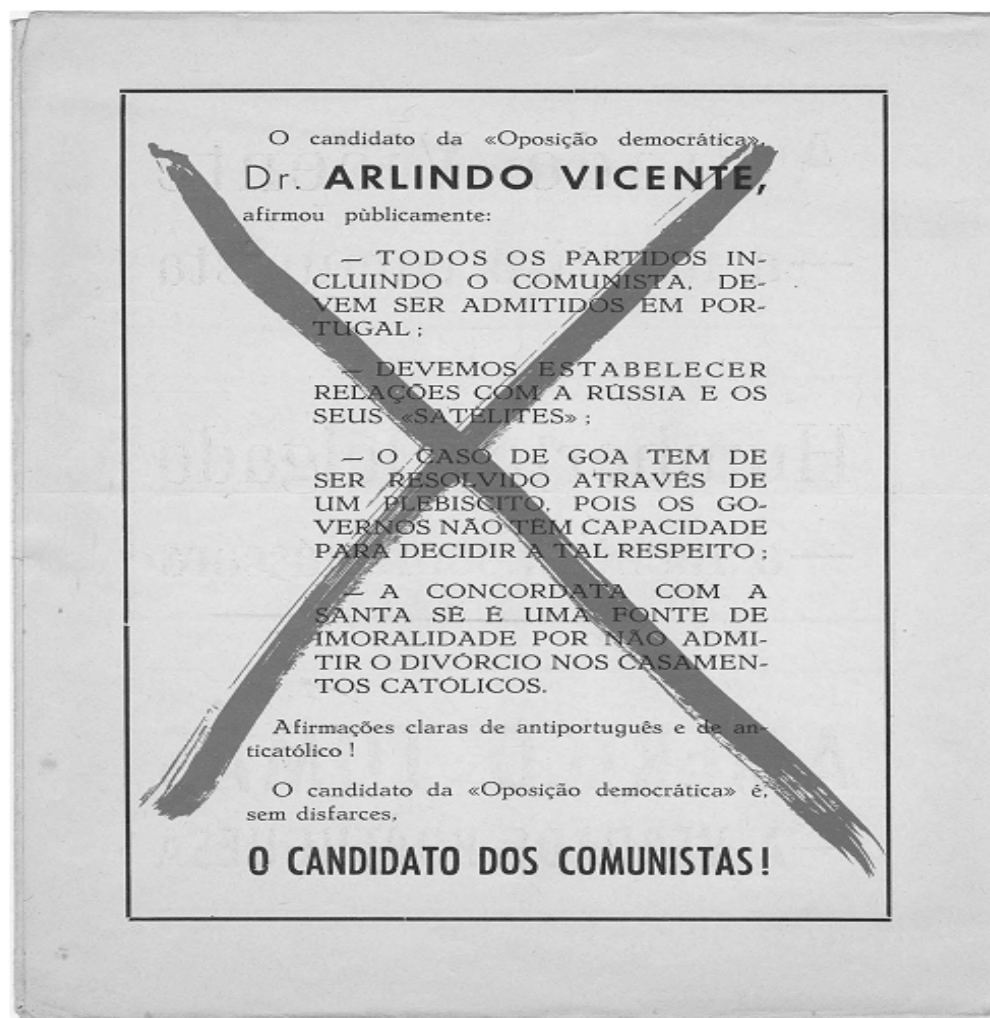 O candidato da «Oposição democrática»,
Dr. ARLINDO VICENTE,
afirmou pùblicamente:
— TODOS OS PARTIDOS IN-
CLUINDO O COMUNISTA, DE-
VEM SER ADMITIDOS EM POR-
TUGAL ;
— DEVEMOS ESTABELECER
RELAÇÕES COM A RÚSSIA E OS
SEUS «SATÉLITES» ;
— O CASO DE GOA TEM DE
SER RESOLVIDO ATRAVÉS DE
UM PLEBISCITO, POIS OS GO-
VERNOS NÃO TÊM CAPACIDADE
PARA DECIDIR A TAL RESPEITO ;
— A CONCORDATA COM A
SANTA SÉ É UMA FONTE DE
IMORALIDADE POR NÃO ADMI-
TIR O DIVÓRCIO NOS CASAMEN-
TOS CATÓLICOS.
Afirmações claras de antiportuguês e de an-
ticatólico !
O candidato da «Oposição democrática» é,
sem disfarces,
O CANDIDATO DOS COMUNISTAS !